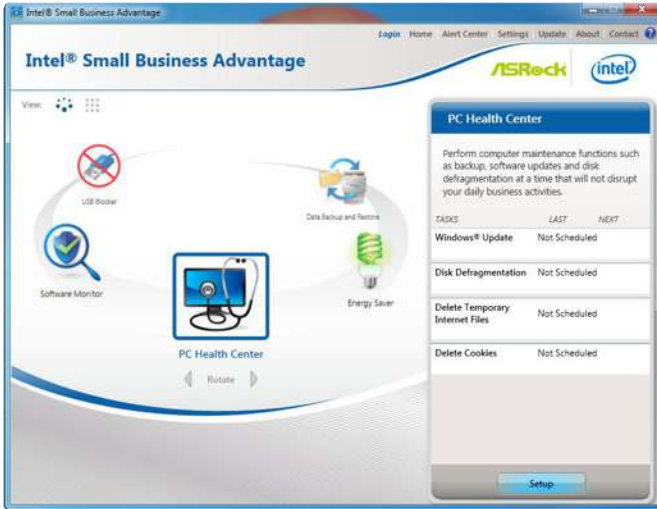 Intel® Small Business Advantage
Login Home Alert Center Settings Update About Contact ?
Intel® Small Business Advantage
ASRock intel
View:
PC Health Center
Perform computer maintenance functions such
as backup, software updates and disk
defragmentation at a time that will not disrupt
your daily business activities.
TASKS LAST NEXT
Windows® Update Not Scheduled
Disk Defragmentation Not Scheduled
Delete Temporary
Internet Files Not Scheduled
Delete Cookies Not Scheduled
USB Blocker
Data Backup and Restore
Software Monitor
Energy Saver
PC Health Center
Rotate
Setup